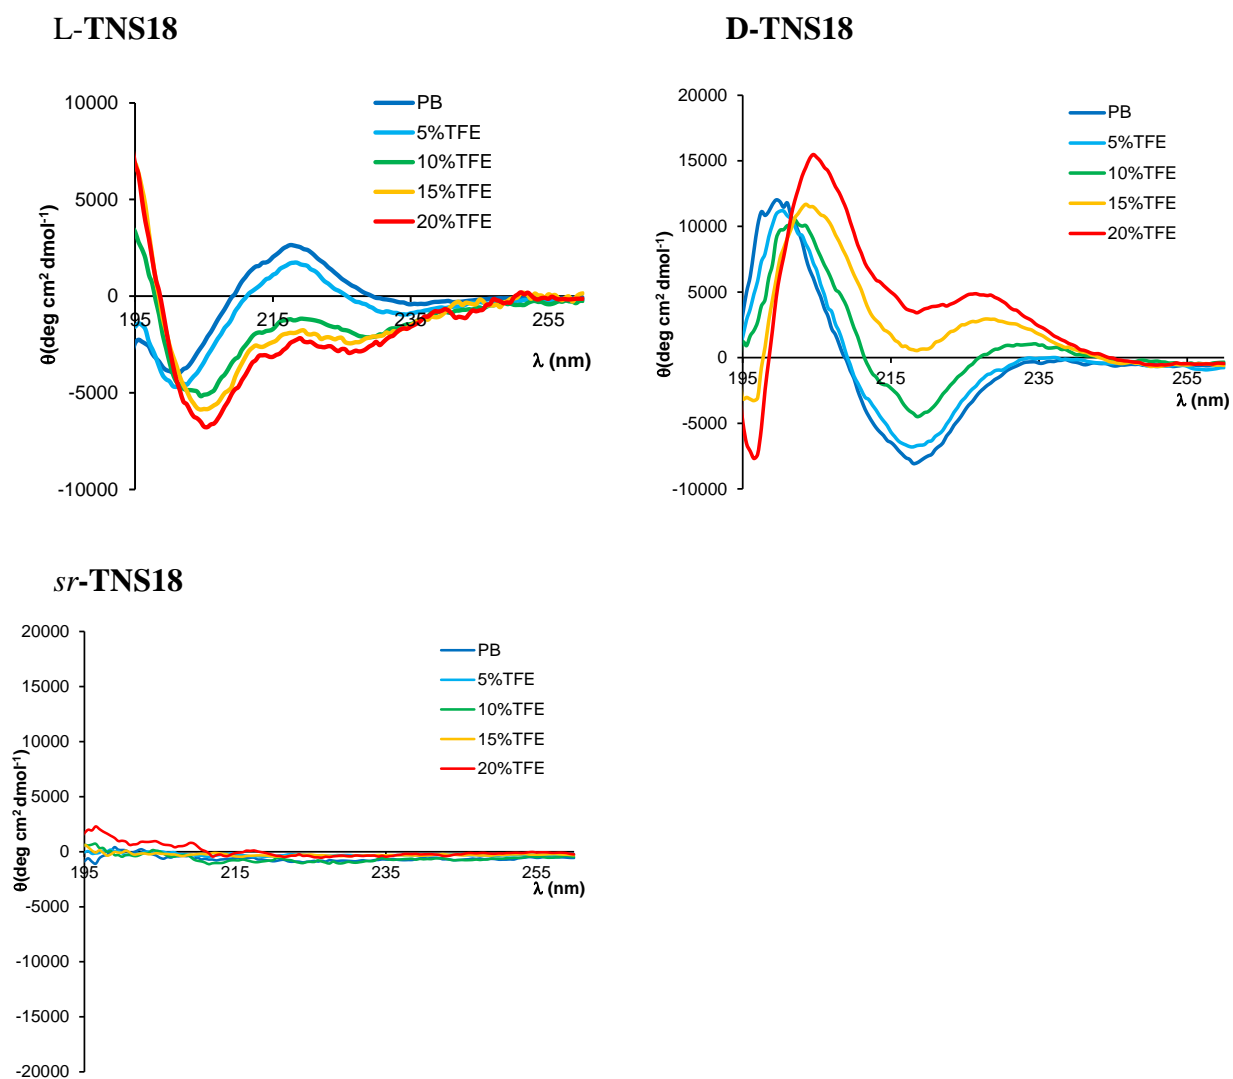 L-TNS18
10000
5000
0
-5000
-10000
195
215
235
255
θ(deg cm² dmol⁻¹)
λ (nm)
PB
5%TFE
10%TFE
15%TFE
20%TFE
D-TNS18
20000
15000
10000
5000
0
-5000
-10000
195
215
235
255
θ(deg cm² dmol⁻¹)
λ (nm)
PB
5%TFE
10%TFE
15%TFE
20%TFE
sr-TNS18
20000
15000
10000
5000
0
-5000
-10000
-15000
-20000
195
215
235
255
θ(deg cm² dmol⁻¹)
λ (nm)
PB
5%TFE
10%TFE
15%TFE
20%TFE